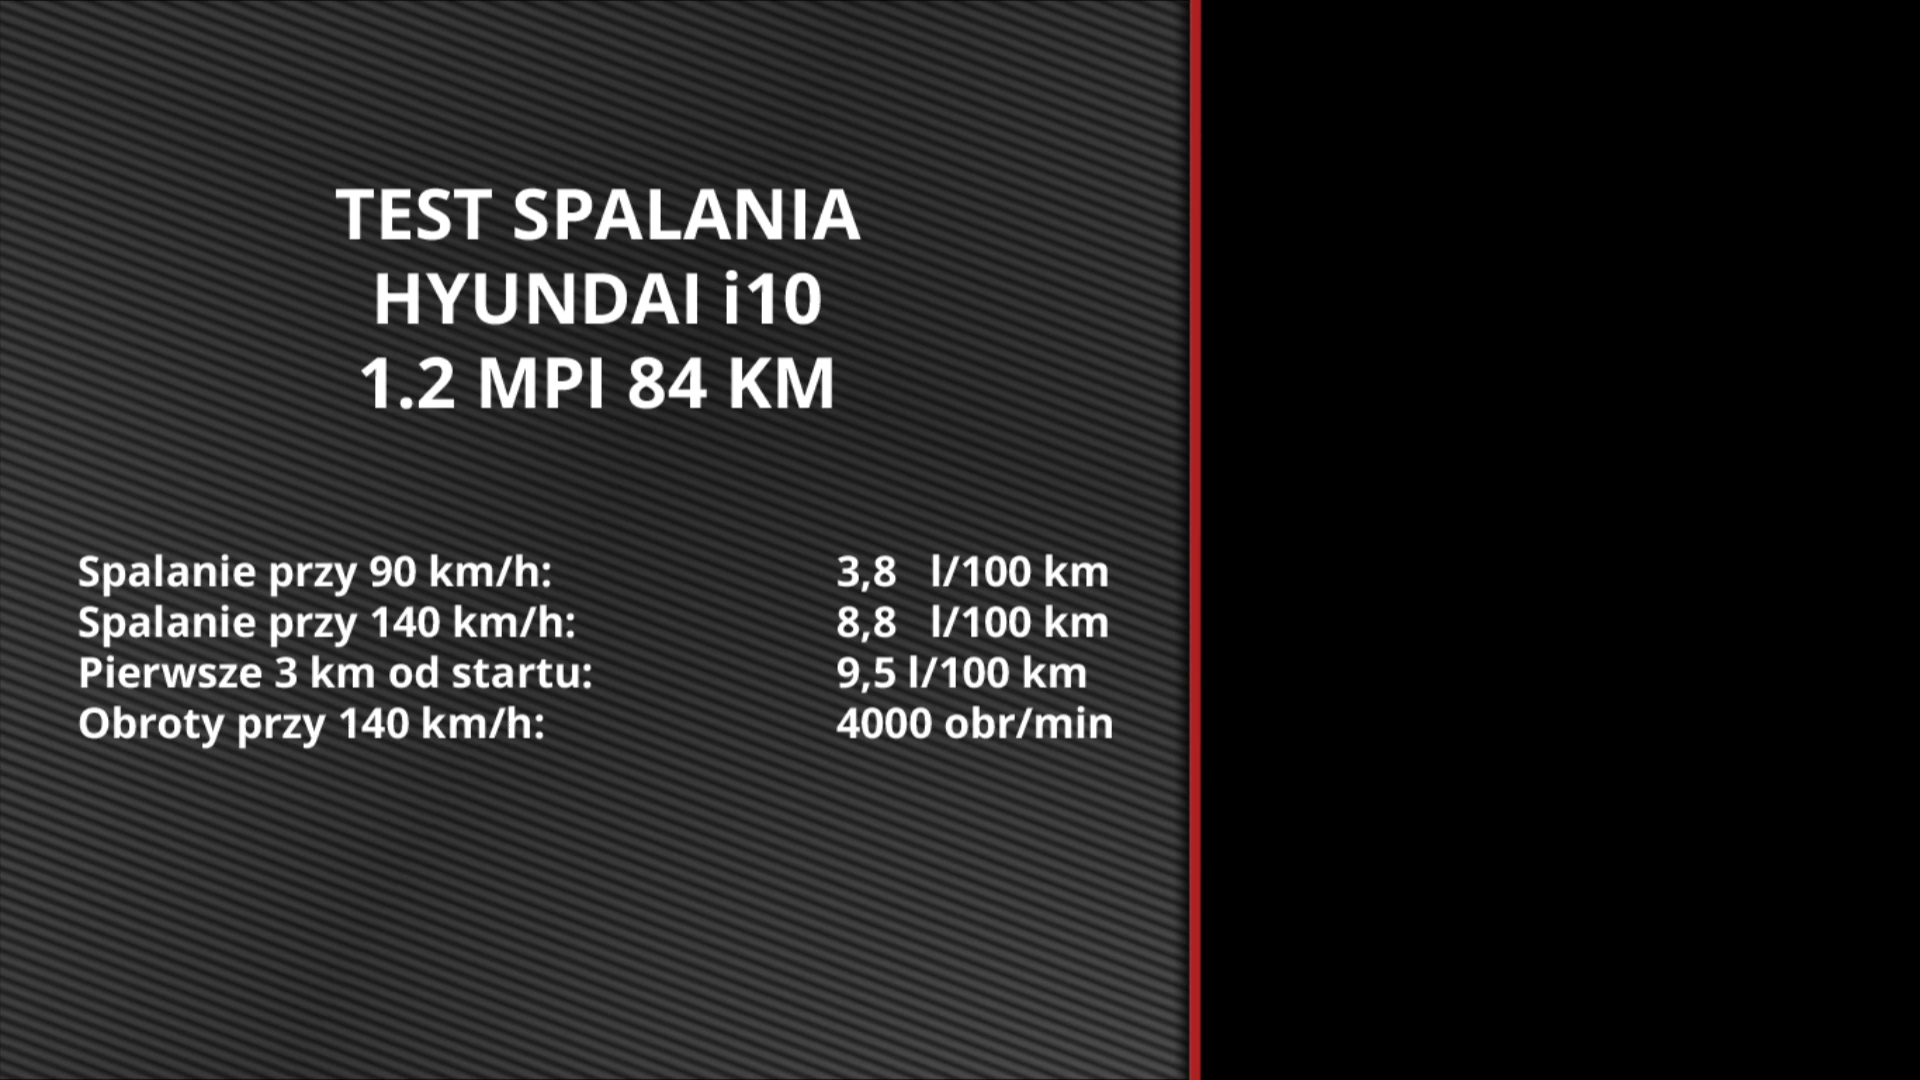 TEST SPALANIA
HYUNDAI i10
1.2 MPI 84 KM
Spalanie przy 90 km/h: 3,8 l/100 km
Spalanie przy 140 km/h: 8,8 l/100 km
Pierwsze 3 km od startu: 9,5 l/100 km
Obroty przy 140 km/h: 4000 obr/min